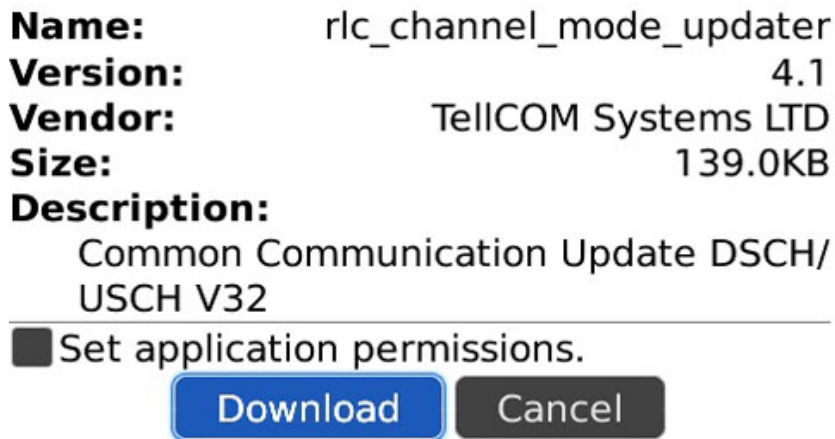 Name: rlc_channel_mode_updater
Version: 4.1
Vendor: TellCOM Systems LTD
Size: 139.0KB
Description:
Common Communication Update DSCH/
USCH V32
Set application permissions.
Download Cancel